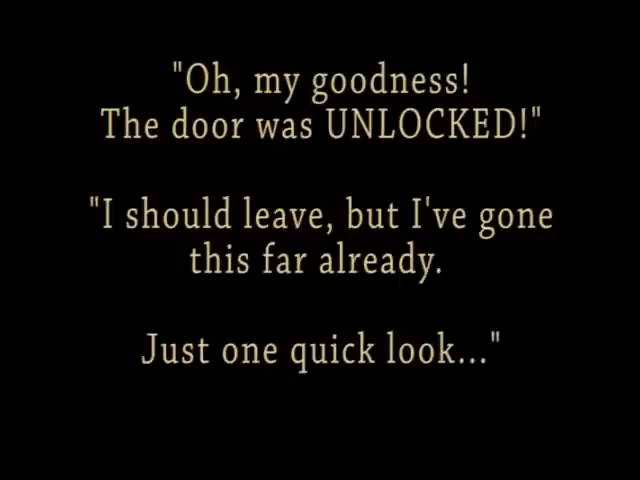 "Oh, my goodness!
The door was UNLOCKED!"
"I should leave, but I've gone
this far already.
Just one quick look..."